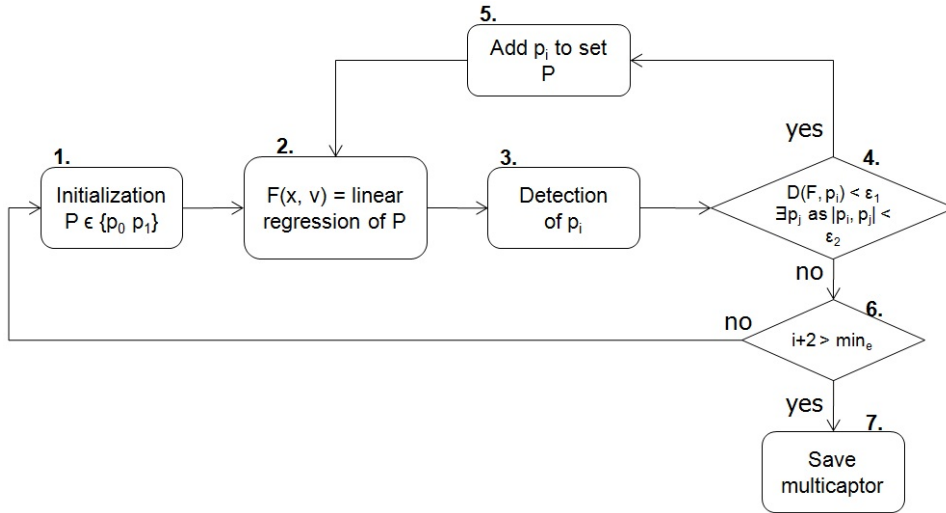 5.
Add pᵢ to set
P
yes
1.
Initialization
P ϵ {p₀ p₁}
2.
F(x, v) = linear
regression of P
3.
Detection
of pᵢ
4.
D(F, pᵢ) < ε₁
∃pⱼ as |pᵢ, pⱼ| <
ε₂
no
6.
no
i+2 > minₑ
yes
7.
Save
multicaptor